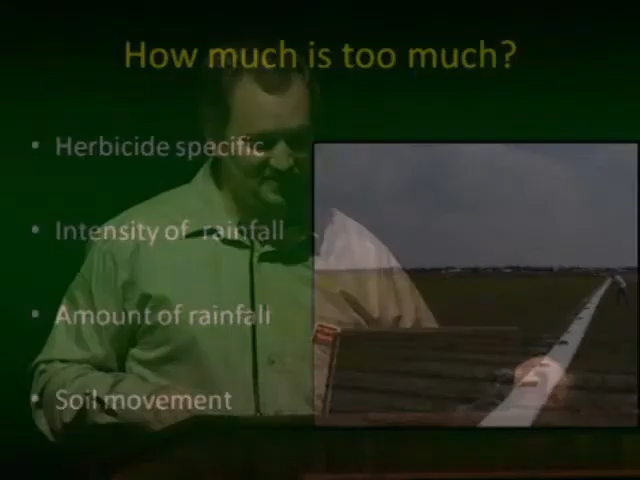 How much is too much?
• Herbicide specific
• Intensity of rainfall
• Amount of rainfall
• Soil movement